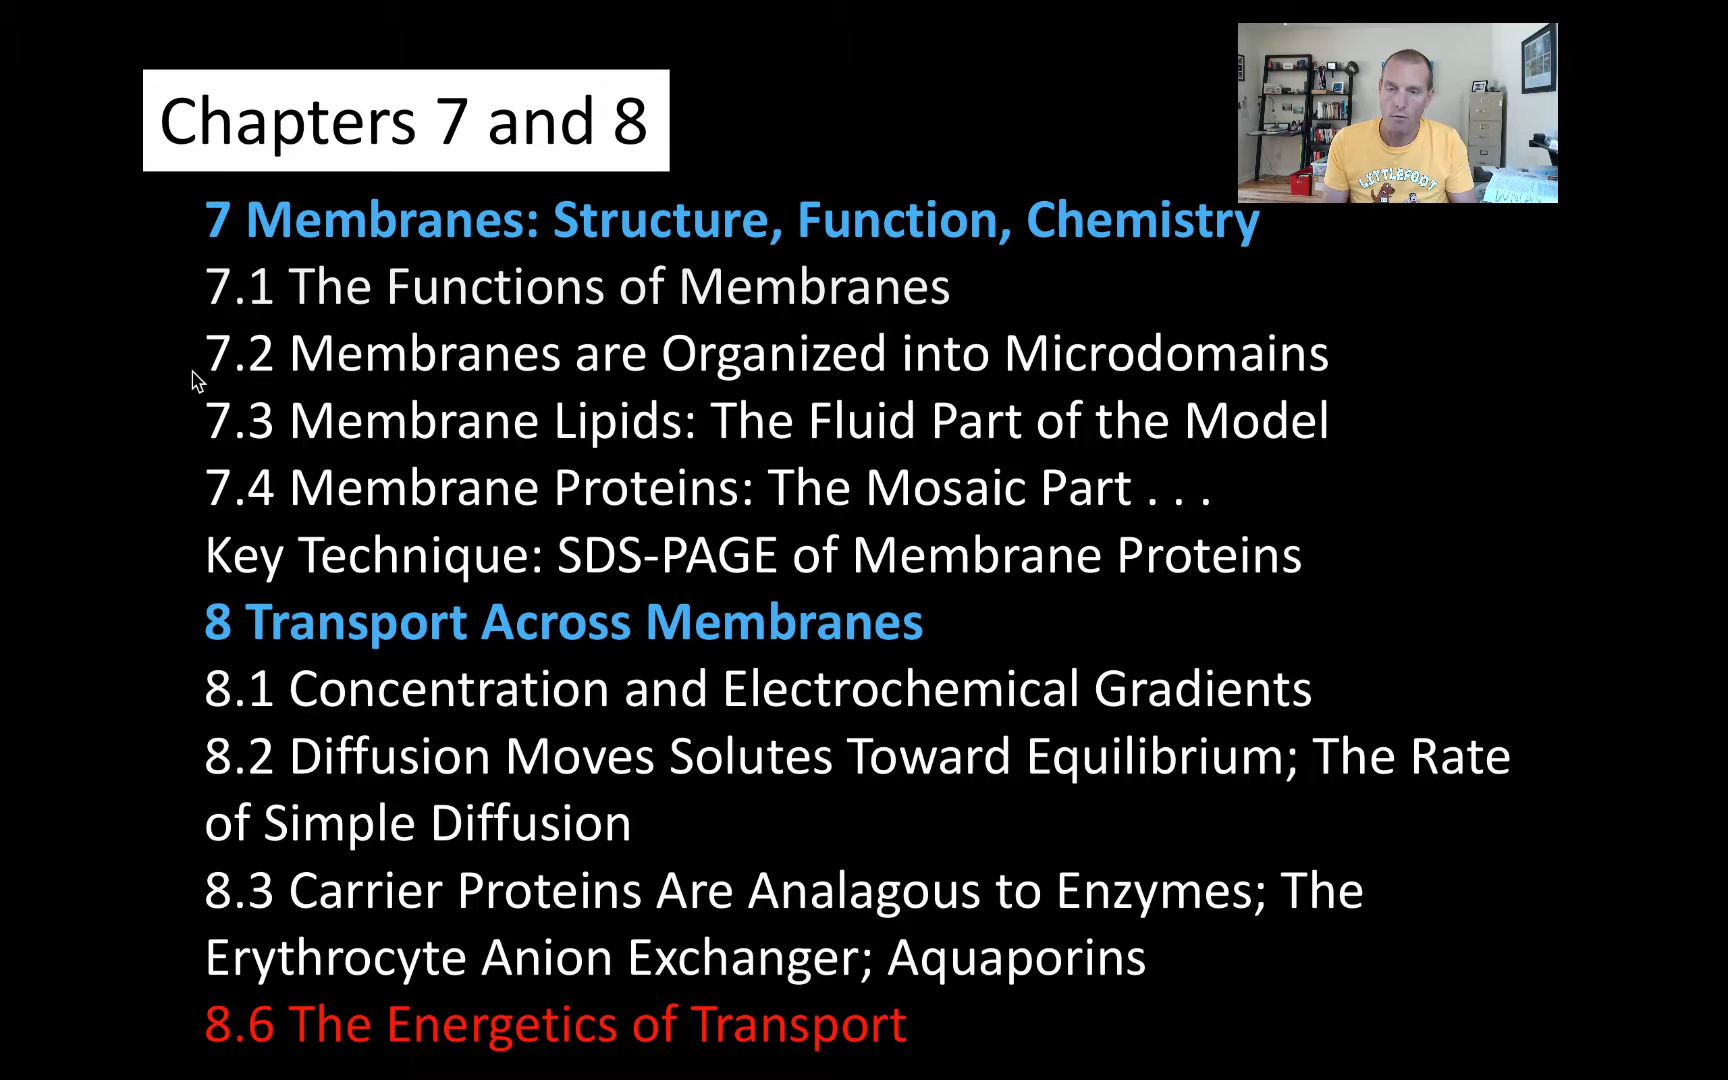 Chapters 7 and 8
LITTLEFOOT
7 Membranes: Structure, Function, Chemistry
7.1 The Functions of Membranes
7.2 Membranes are Organized into Microdomains
7.3 Membrane Lipids: The Fluid Part of the Model
7.4 Membrane Proteins: The Mosaic Part . . .
Key Technique: SDS-PAGE of Membrane Proteins
8 Transport Across Membranes
8.1 Concentration and Electrochemical Gradients
8.2 Diffusion Moves Solutes Toward Equilibrium; The Rate
of Simple Diffusion
8.3 Carrier Proteins Are Analagous to Enzymes; The
Erythrocyte Anion Exchanger; Aquaporins
8.6 The Energetics of Transport